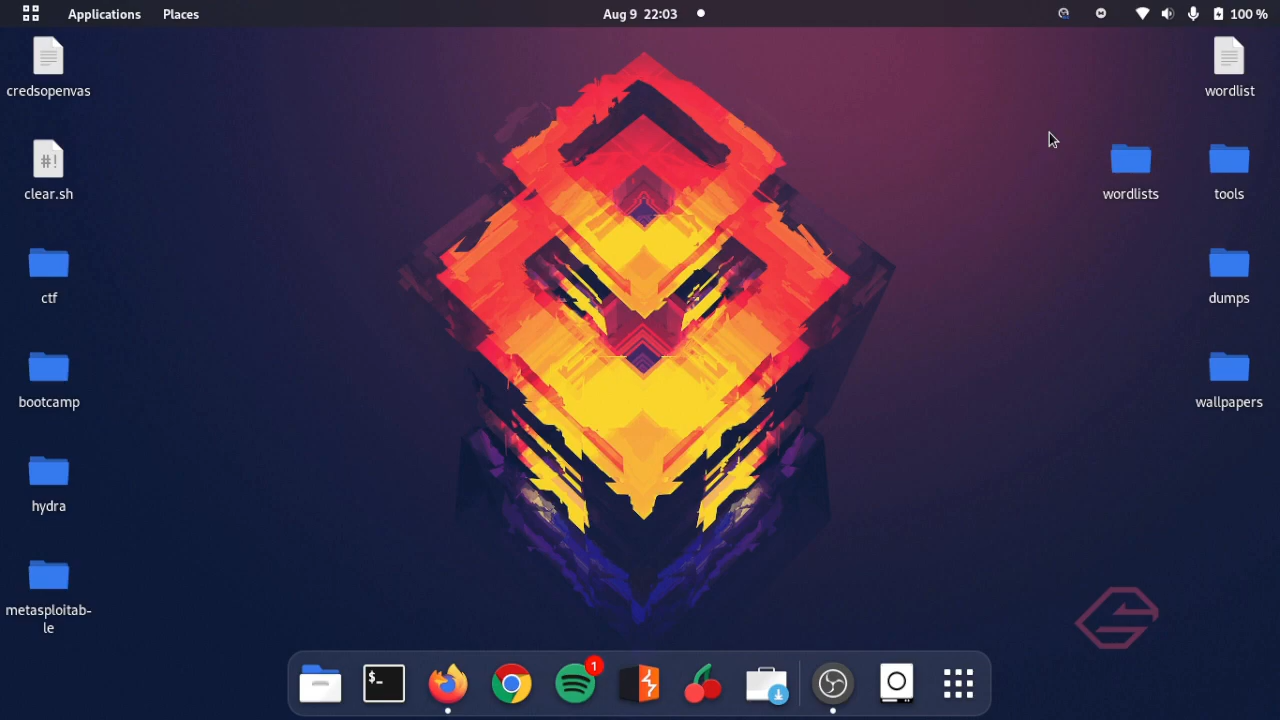 Applications Places Aug 9 22:03 100 %
credsopenvas
wordlist
clear.sh
wordlists
tools
ctf
dumps
bootcamp
wallpapers
hydra
metasploitab-
le
#!
$_
1